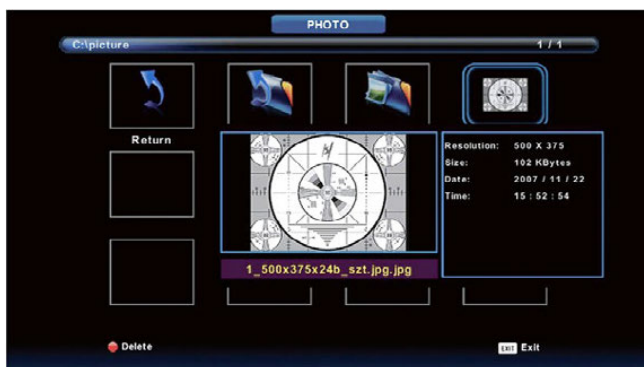 PHOTO
C:\picture
1 / 1
Return
Resolution: 500 X 375
Size: 102 KBytes
Date: 2007 / 11 / 22
Time: 15 : 52 : 54
1_500x375x24b_szt.jpg.jpg
Delete
EXIT Exit